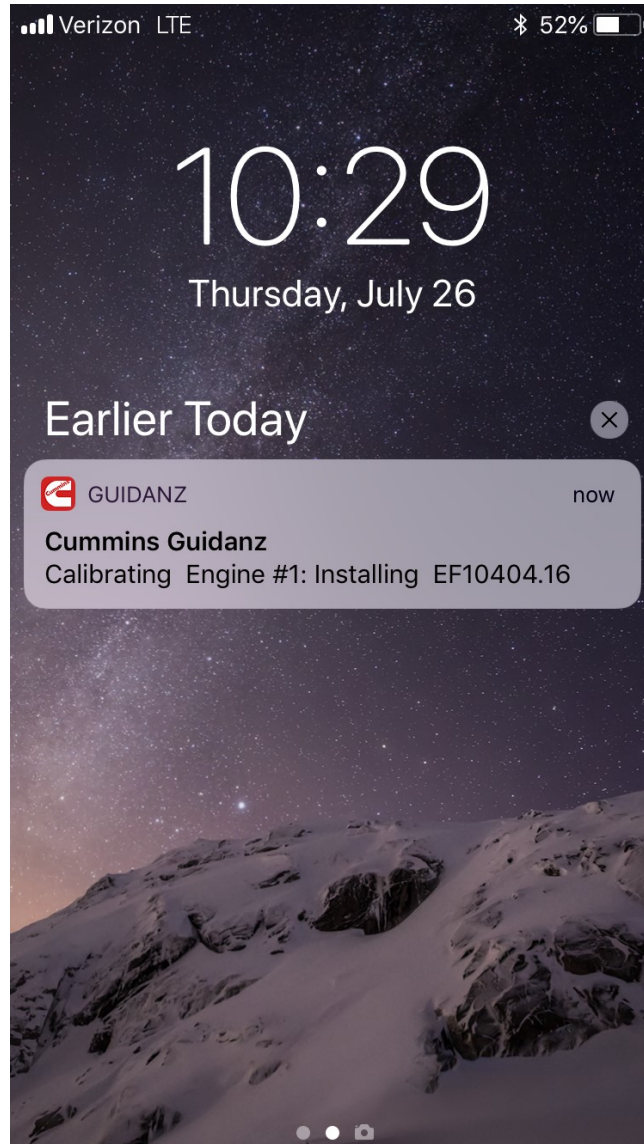 Verizon LTE 52%
10:29
Thursday, July 26
Earlier Today
GUIDANZ now
Cummins Guidanz
Calibrating Engine #1: Installing EF10404.16